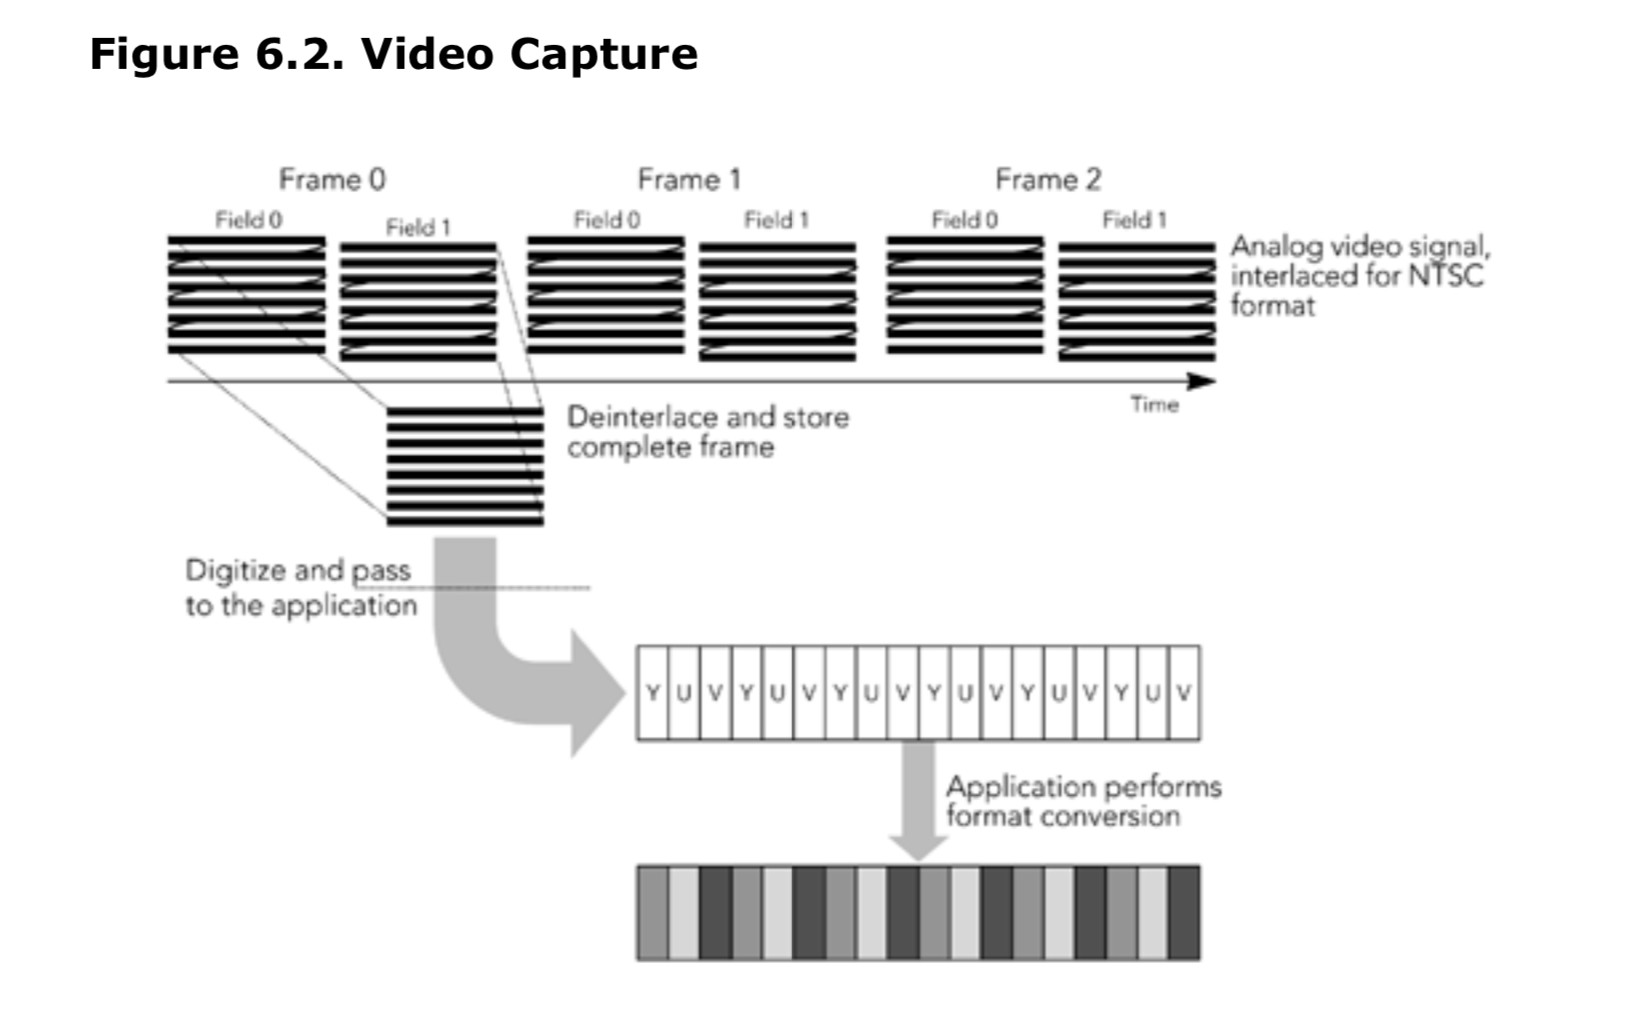 Figure 6.2. Video Capture
Frame 0
Frame 1
Frame 2
Field 0
Field 1
Field 0
Field 1
Field 0
Field 1
Analog video signal,
interlaced for NTSC
format
Time
Deinterlace and store
complete frame
Digitize and pass
to the application
Y U V Y U V Y U V Y U V Y U V Y U V
Application performs
format conversion